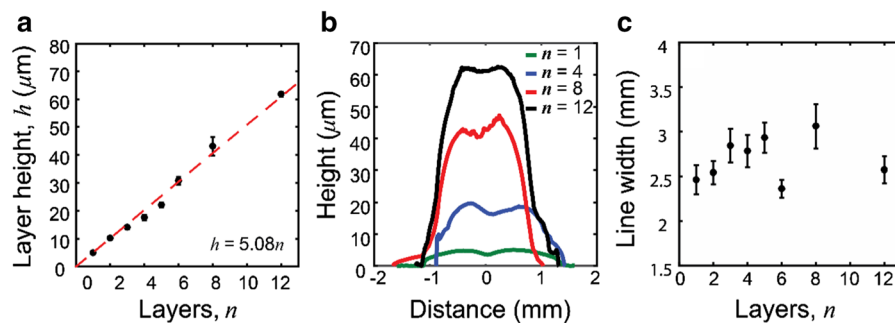 a
80
70
60
50
40
30
20
10
0
0 2 4 6 8 10 12
Layer height, h (μm)
Layers, n
h = 5.08n
b
70
60
50
40
30
20
10
0
-2 -1 0 1 2
Height (μm)
Distance (mm)
n = 1
n = 4
n = 8
n = 12
c
4
3.5
3
2.5
2
1.5
0 2 4 6 8 10 12
Line width (mm)
Layers, n